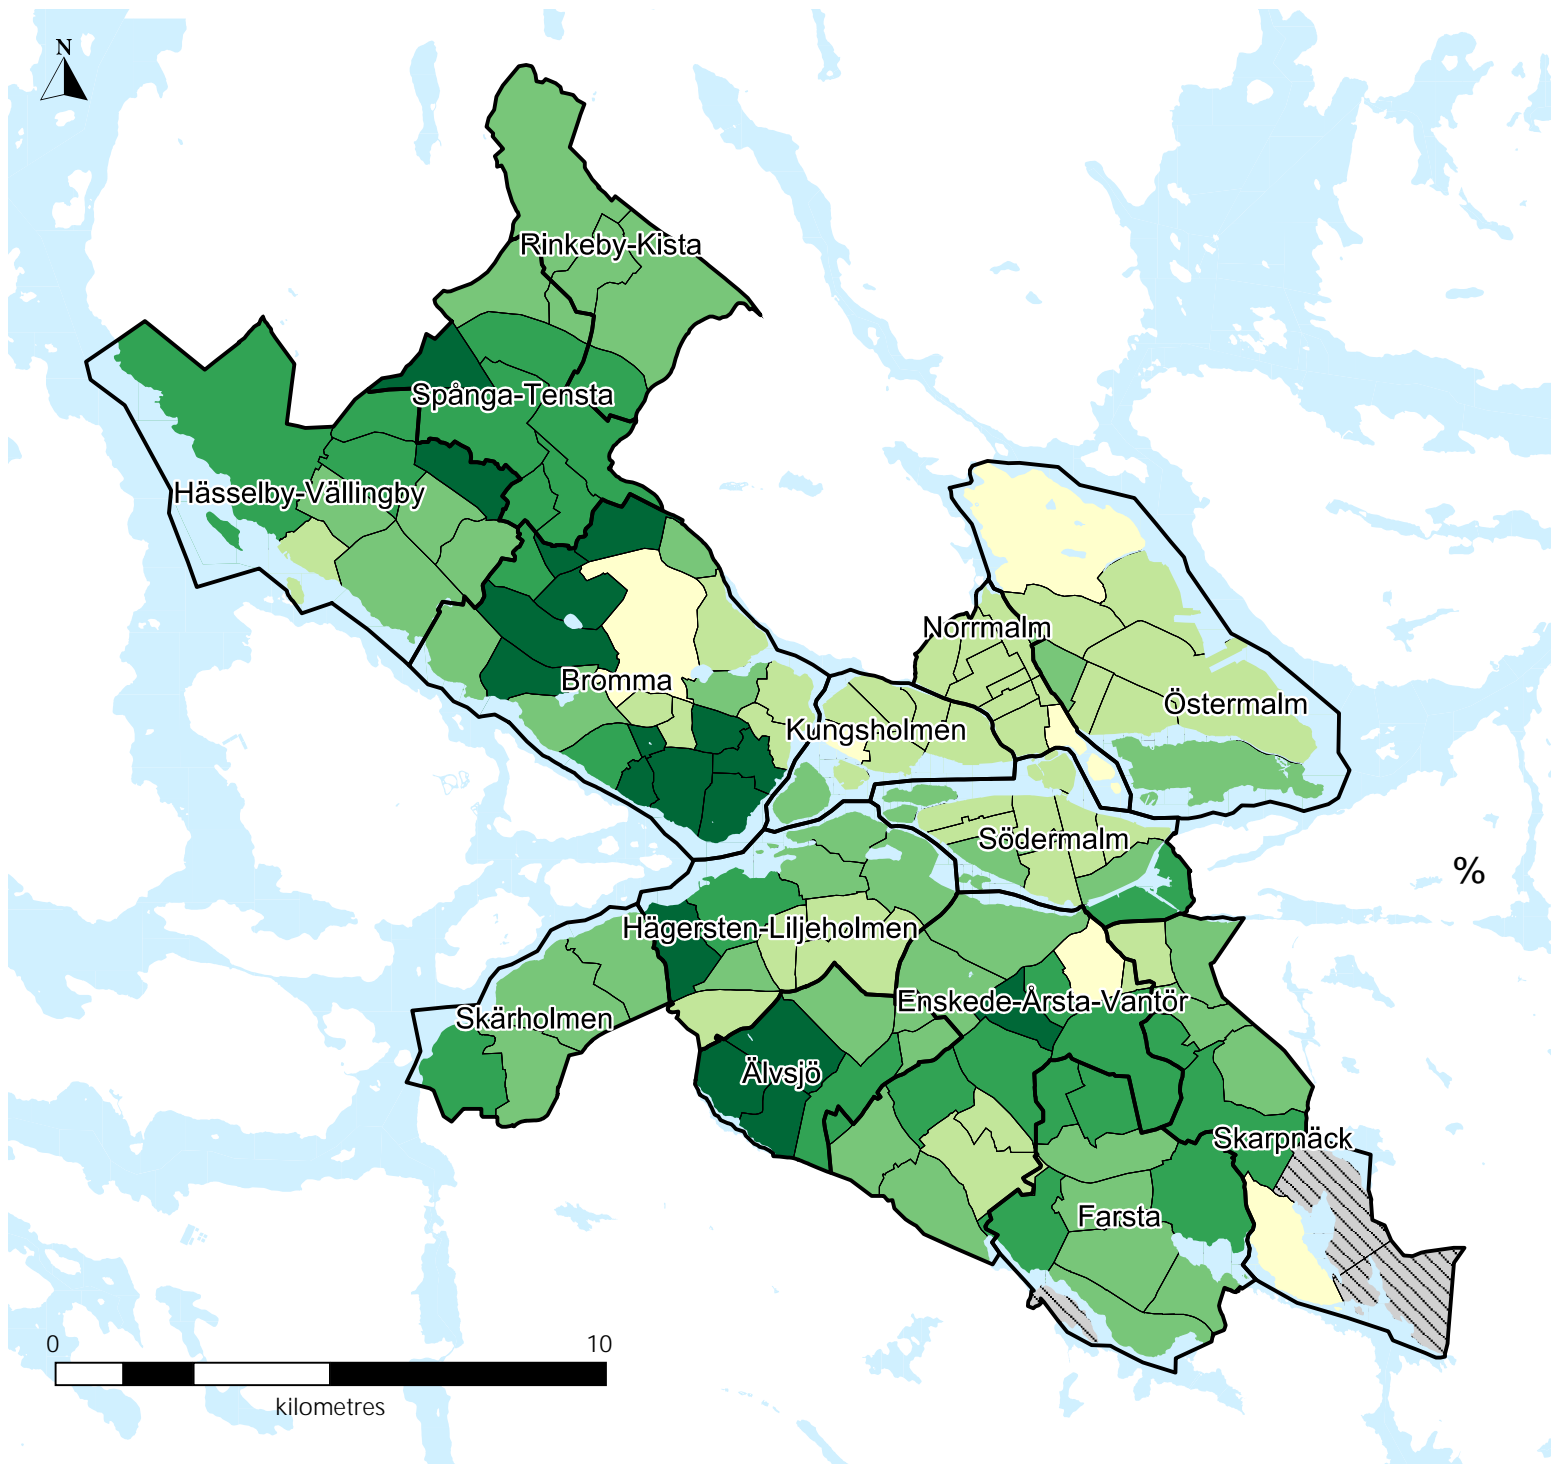 N
Rinkeby-Kista
Spånga-Tensta
Hässelby-Vällingby
Norrmalm
Bromma
Östermalm
Kungsholmen
Södermalm
%
Hägersten-Liljeholmen
Enskede-Årsta-Vantör
Skärholmen
Älvsjö
Skarpnäck
Farsta
0 10
kilometres